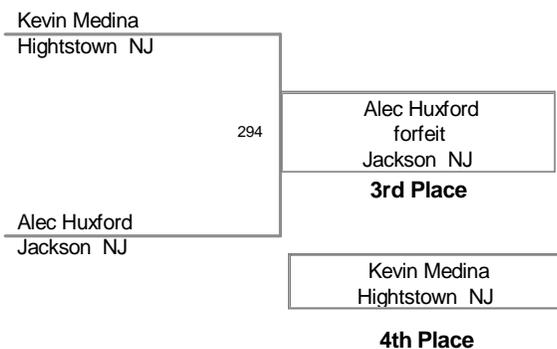 Kevin Medina
Hightstown NJ
294
Alec Huxford
forfeit
Jackson NJ
3rd Place
Alec Huxford
Jackson NJ
Kevin Medina
Hightstown NJ
4th Place